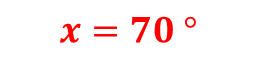 x = 70 °